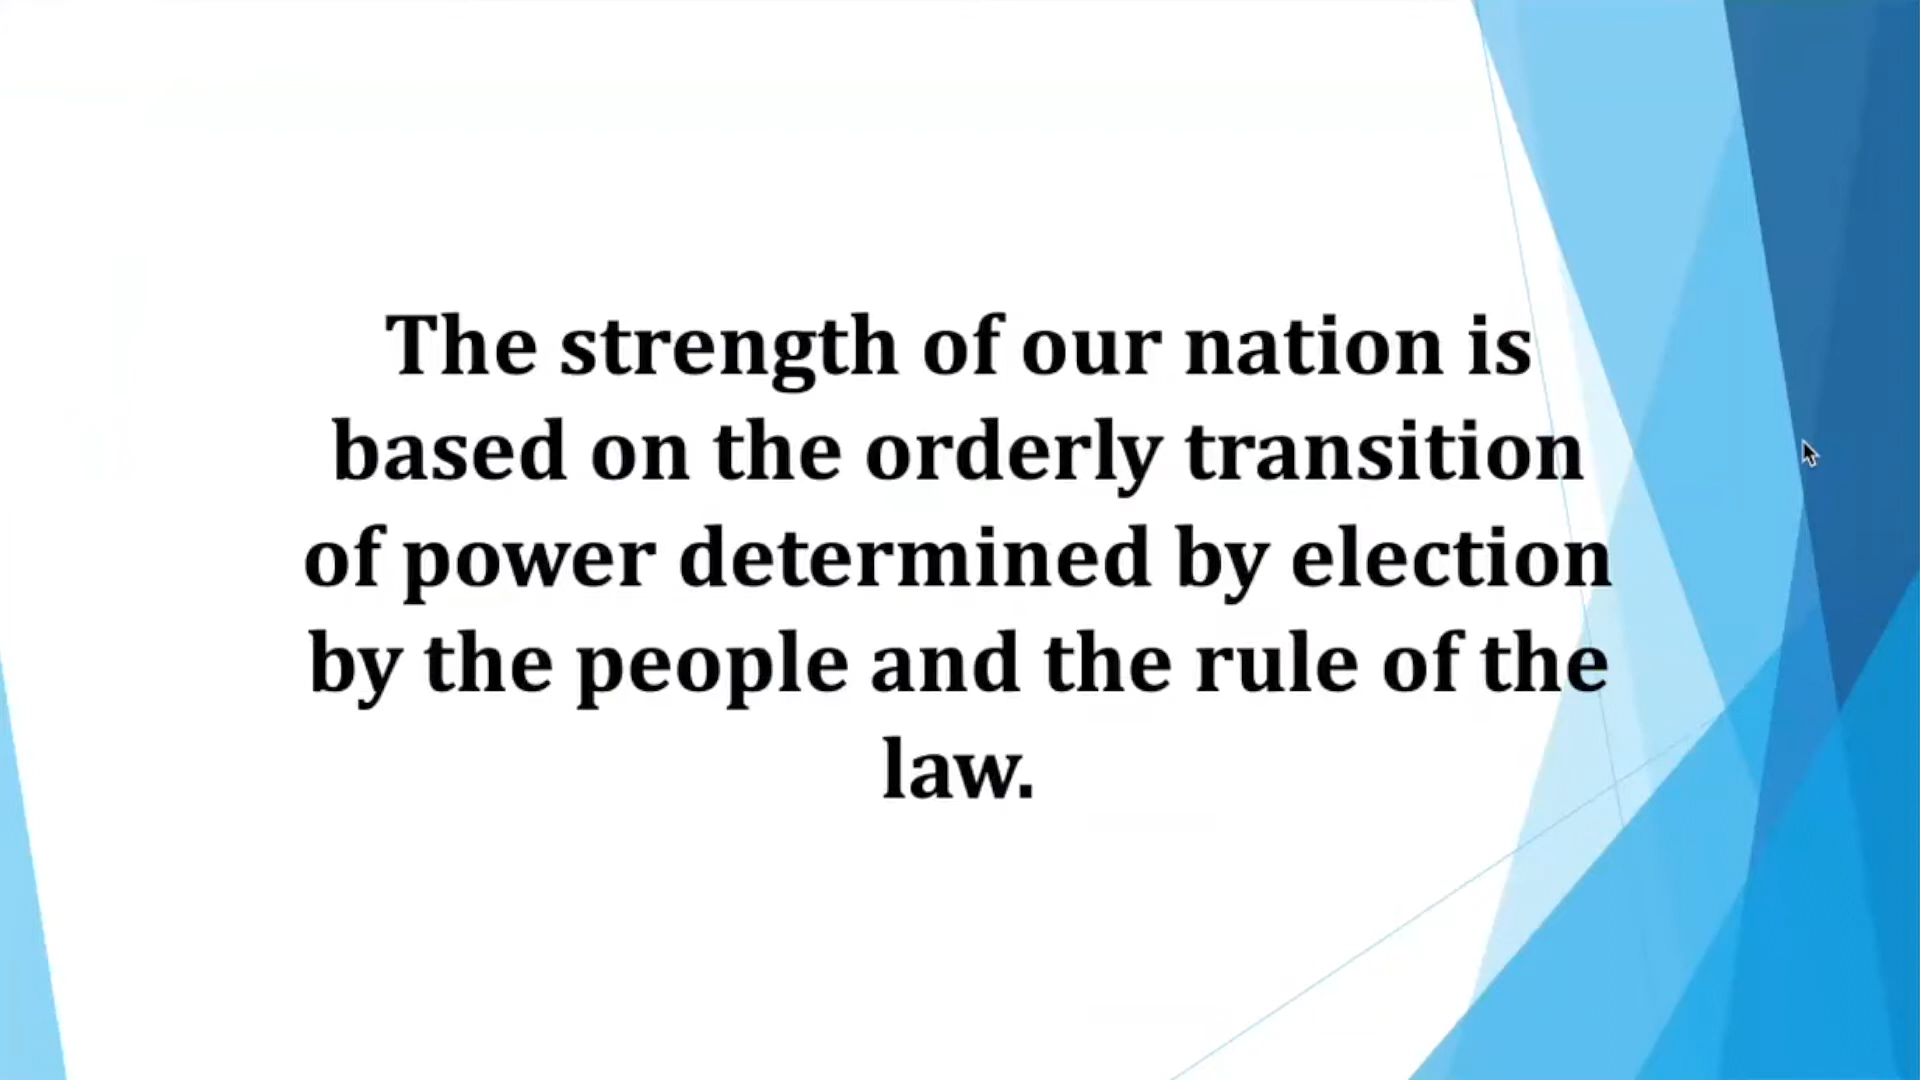 The strength of our nation is
based on the orderly transition
of power determined by election
by the people and the rule of the
law.